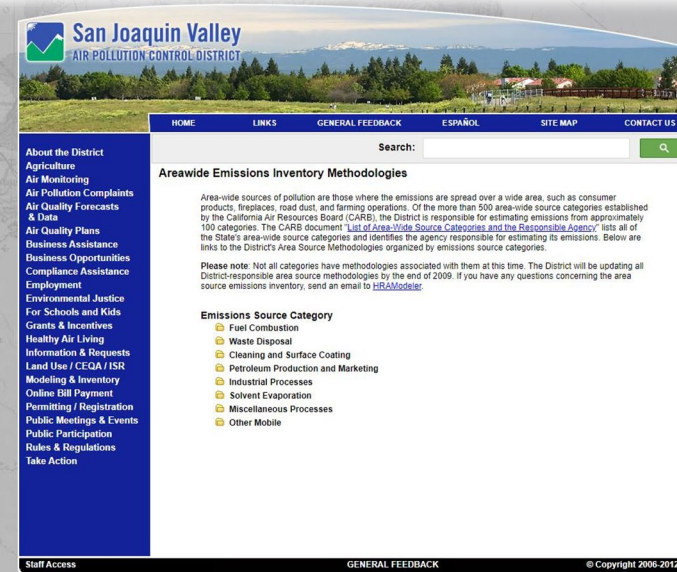 San Joaquin Valley
AIR POLLUTION CONTROL DISTRICT
HOME LINKS GENERAL FEEDBACK ESPAÑOL SITE MAP CONTACT US
Search:
About the District
Agriculture
Air Monitoring
Air Pollution Complaints
Air Quality Forecasts
& Data
Air Quality Plans
Business Assistance
Business Opportunities
Compliance Assistance
Employment
Environmental Justice
For Schools and Kids
Grants & Incentives
Healthy Air Living
Information & Requests
Land Use / CEQA / ISR
Modeling & Inventory
Online Bill Payment
Permitting / Registration
Public Meetings & Events
Public Participation
Rules & Regulations
Take Action
Areawide Emissions Inventory Methodologies
Area-wide sources of pollution are those where the emissions are spread over a wide area, such as consumer
products, fireplaces, road dust, and farming operations. Of the more than 500 area-wide source categories established
by the California Air Resources Board (CARB), the District is responsible for estimating emissions from approximately
100 categories. The CARB document "List of Area-Wide Source Categories and the Responsible Agency" lists all of
the State's area-wide source categories and identifies the agency responsible for estimating its emissions. Below are
links to the District's Area Source Methodologies organized by emissions source categories.
Please note: Not all categories have methodologies associated with them at this time. The District will be updating all
District-responsible area source methodologies by the end of 2009. If you have any questions concerning the area
source emissions inventory, send an email to HRAModeler.
Emissions Source Category
Fuel Combustion
Waste Disposal
Cleaning and Surface Coating
Petroleum Production and Marketing
Industrial Processes
Solvent Evaporation
Miscellaneous Processes
Other Mobile
Staff Access GENERAL FEEDBACK © Copyright 2006-2012